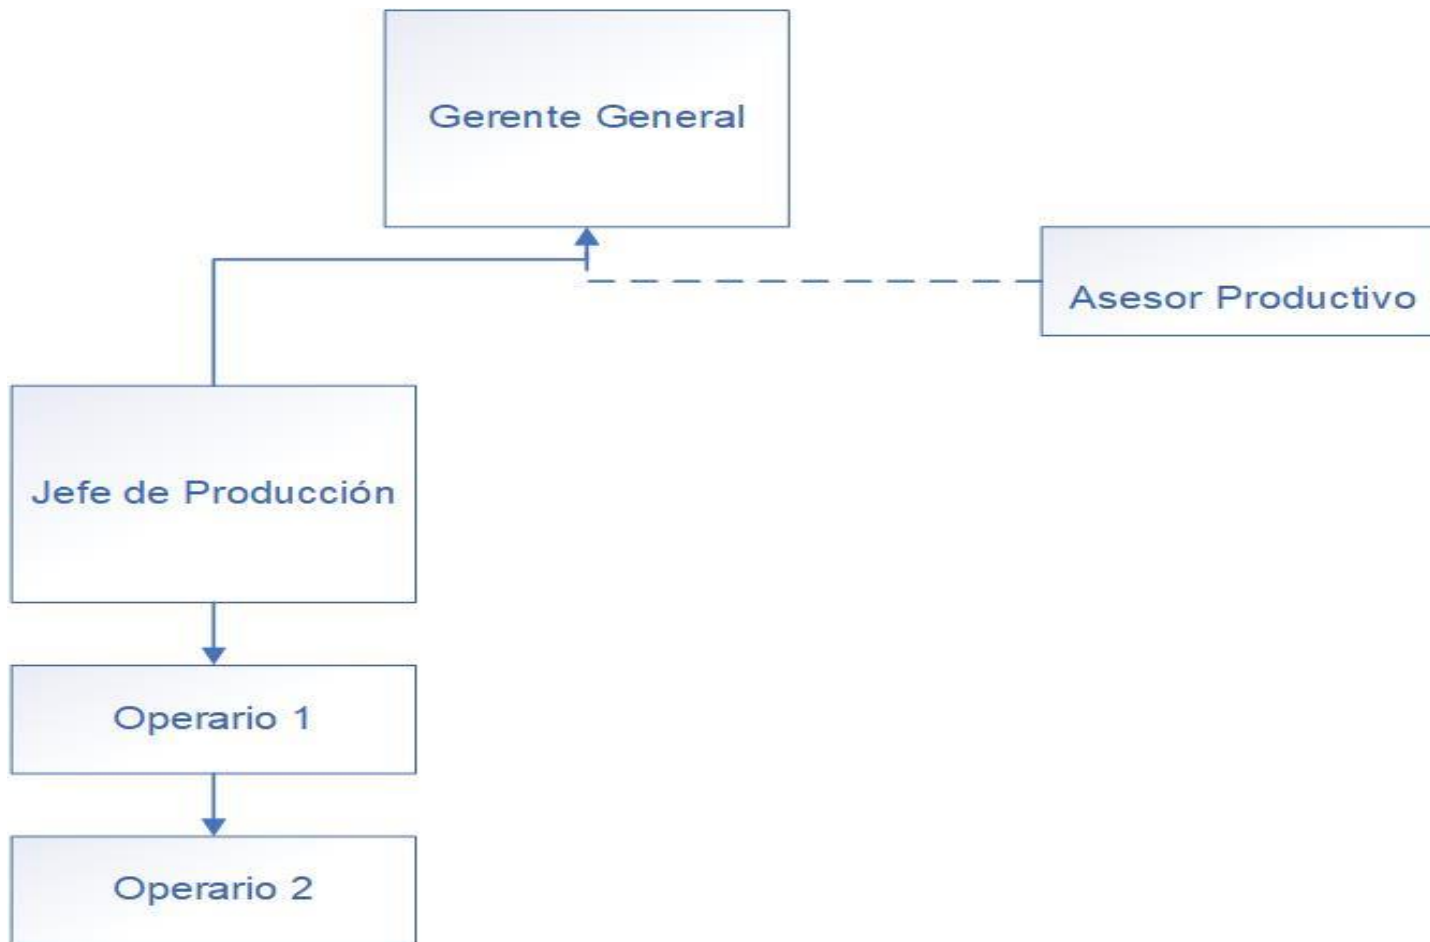 Gerente General
Asesor Productivo
Jefe de Producción
Operario 1
Operario 2